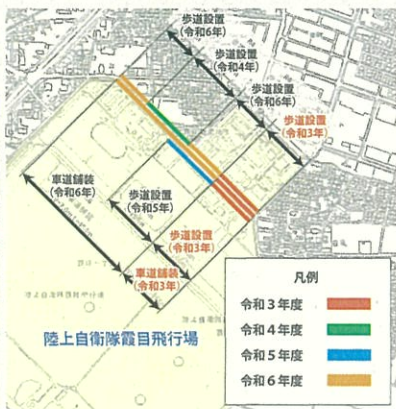 歩道設置
(令和6年)
歩道設置
(令和4年)
歩道設置
(令和6年)
歩道設置
(令和3年)
車道舗装
(令和6年)
歩道設置
(令和5年)
歩道設置
(令和3年)
車道舗装
(令和3年)
陸上自衛隊霞目飛行場
凡例
令和3年度
令和4年度
令和5年度
令和6年度